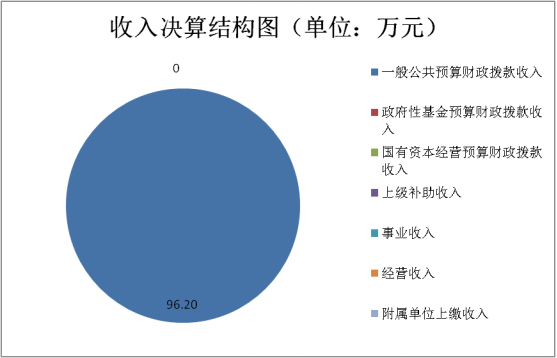 收入决算结构图（单位：万元）
0
96.20
一般公共预算财政拨款收入
政府性基金预算财政拨款收
入
国有资本经营预算财政拨款
收入
上级补助收入
事业收入
经营收入
附属单位上缴收入